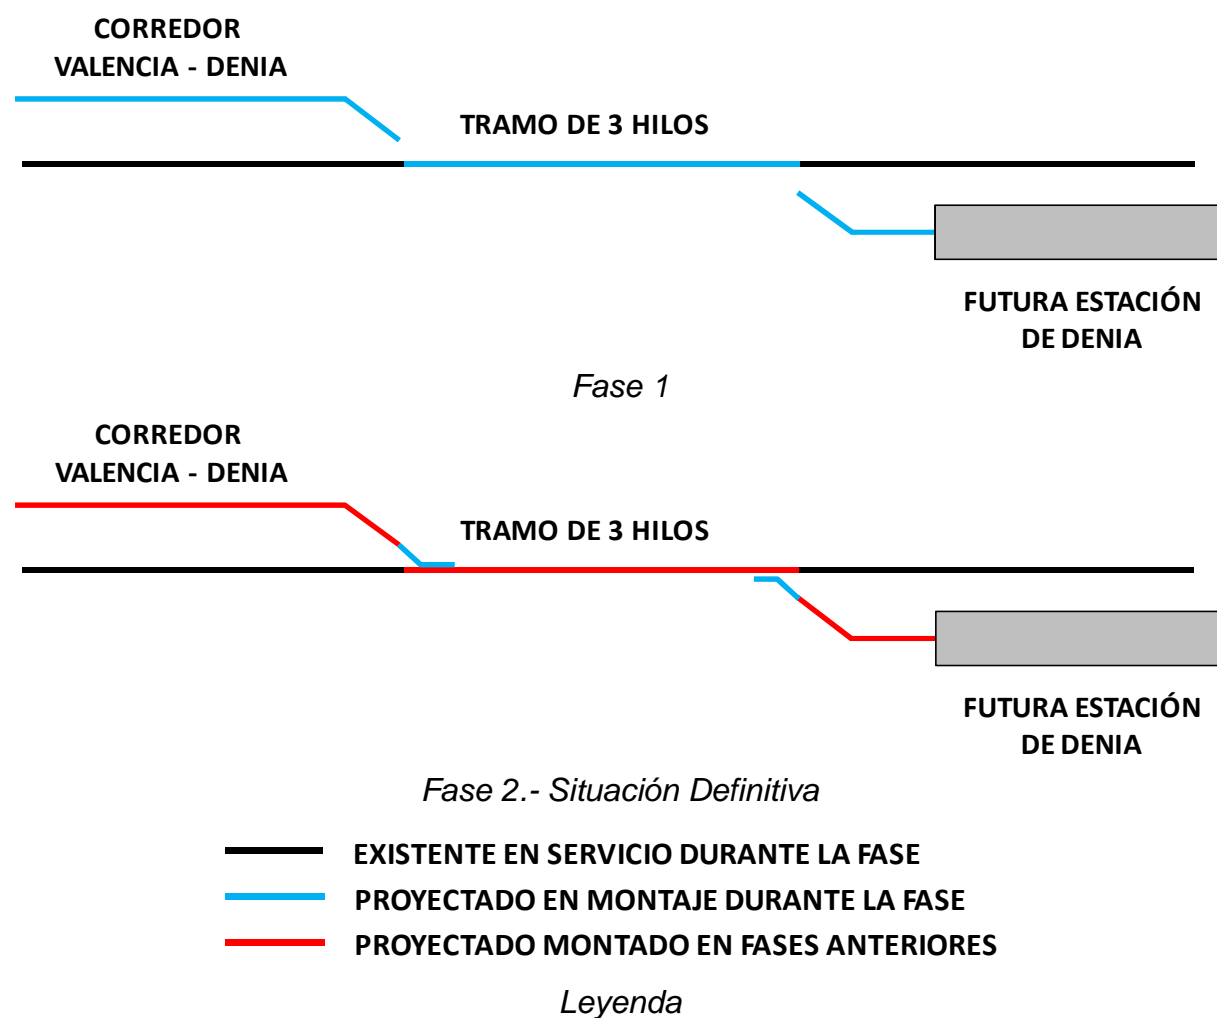 CORREDOR
VALENCIA - DENIA
TRAMO DE 3 HILOS
FUTURA ESTACIÓN
DE DENIA
Fase 1
CORREDOR
VALENCIA - DENIA
TRAMO DE 3 HILOS
FUTURA ESTACIÓN
DE DENIA
Fase 2.- Situación Definitiva
EXISTENTE EN SERVICIO DURANTE LA FASE
PROYECTADO EN MONTAJE DURANTE LA FASE
PROYECTADO MONTADO EN FASES ANTERIORES
Leyenda